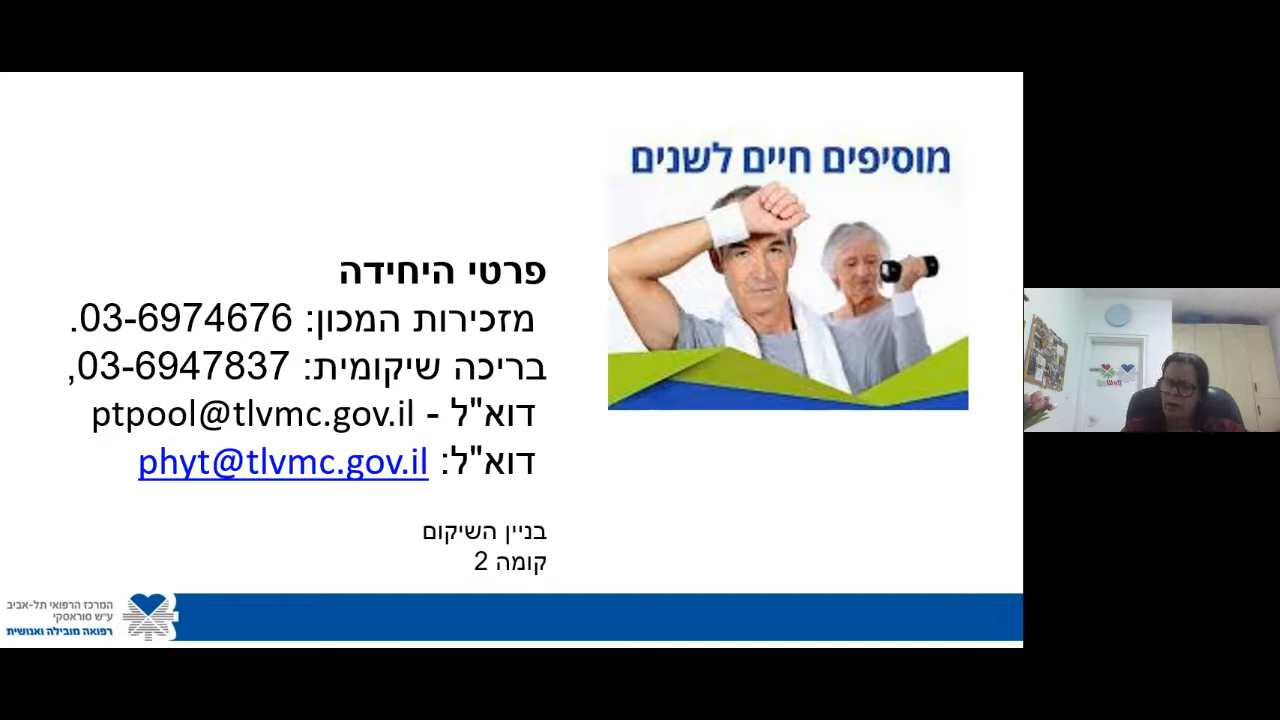 מוסיפים חיים לשנים
פרטי היחידה
מזכירות המכון: 03-6974676.
בריכה שיקומית: 03-6947837,
דוא"ל - ptpool@tlvmc.gov.il
דוא"ל: phyt@tlvmc.gov.il
בניין השיקום
קומה 2
המרכז הרפואי תל-אביב
ע"ש סוראסקי
רפואה מובילה ואנושית